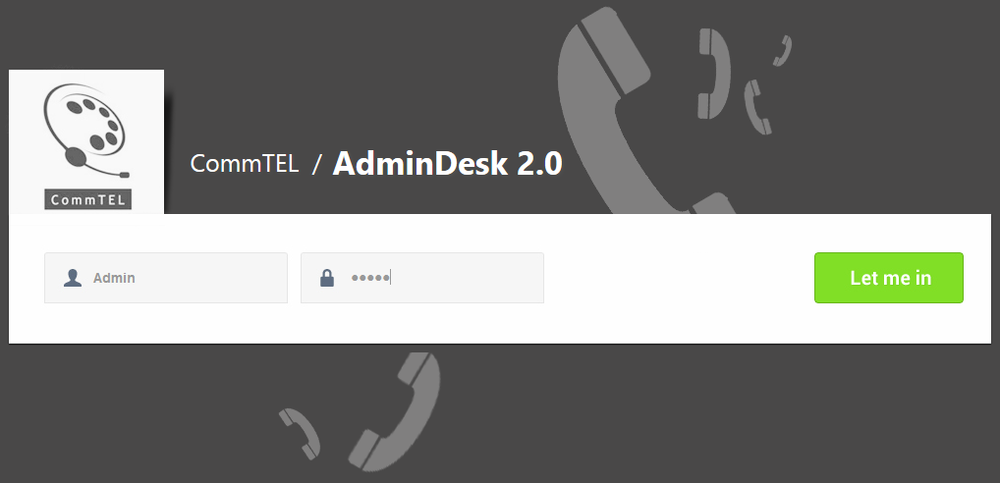 CommTEL / AdminDesk 2.0
CommTEL
Admin
•••••
Let me in